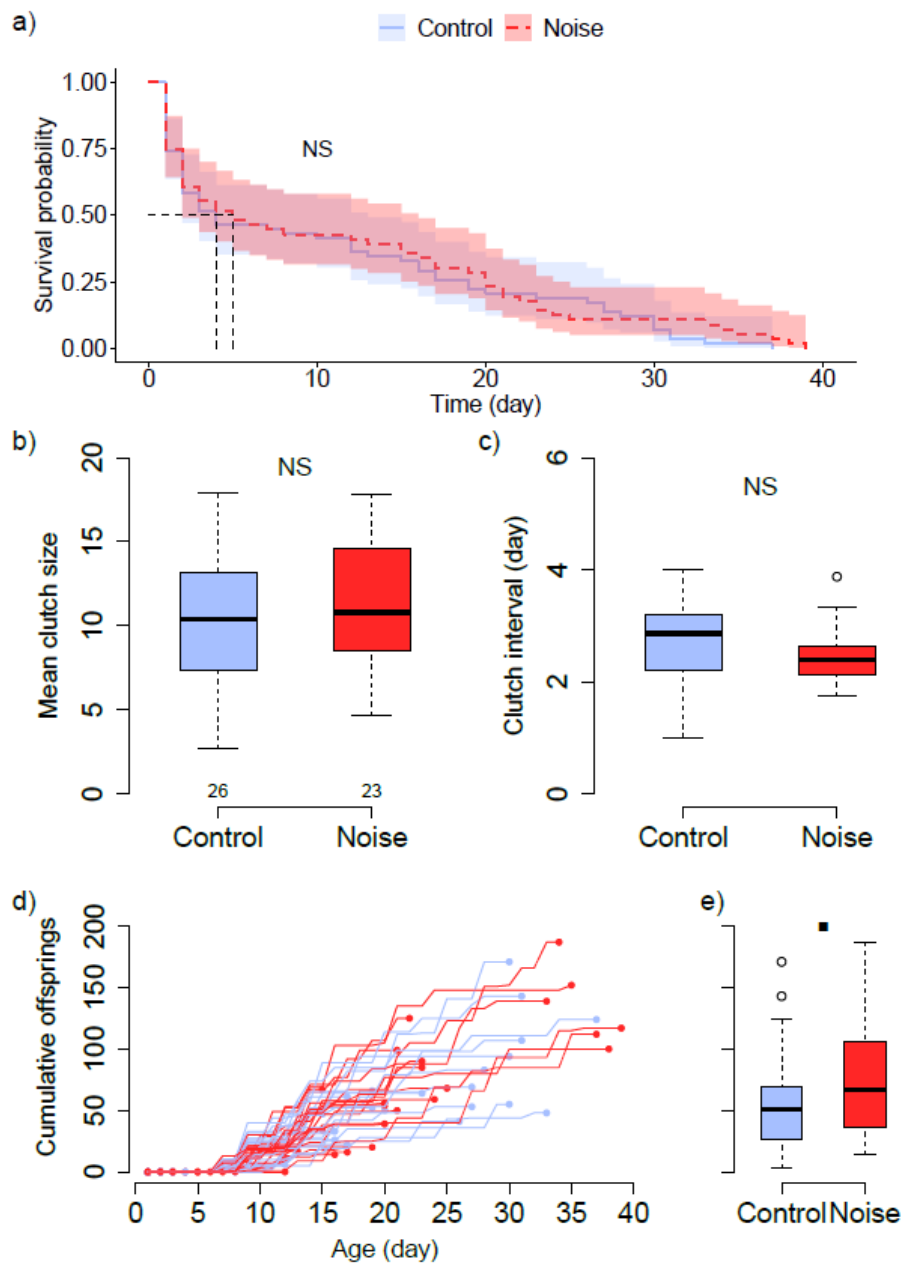 a)
Control Noise
Survival probability
1.00
0.75
0.50
0.25
0.00
NS
0 10 20 30 40
Time (day)
b)
Mean clutch size
20
15
10
5
0
NS
26 23
Control Noise
c)
Clutch interval (day)
6
4
2
0
NS
Control Noise
d)
Cumulative offsprings
200
150
100
50
0
0 5 10 15 20 25 30 35 40
Age (day)
e)
Control Noise